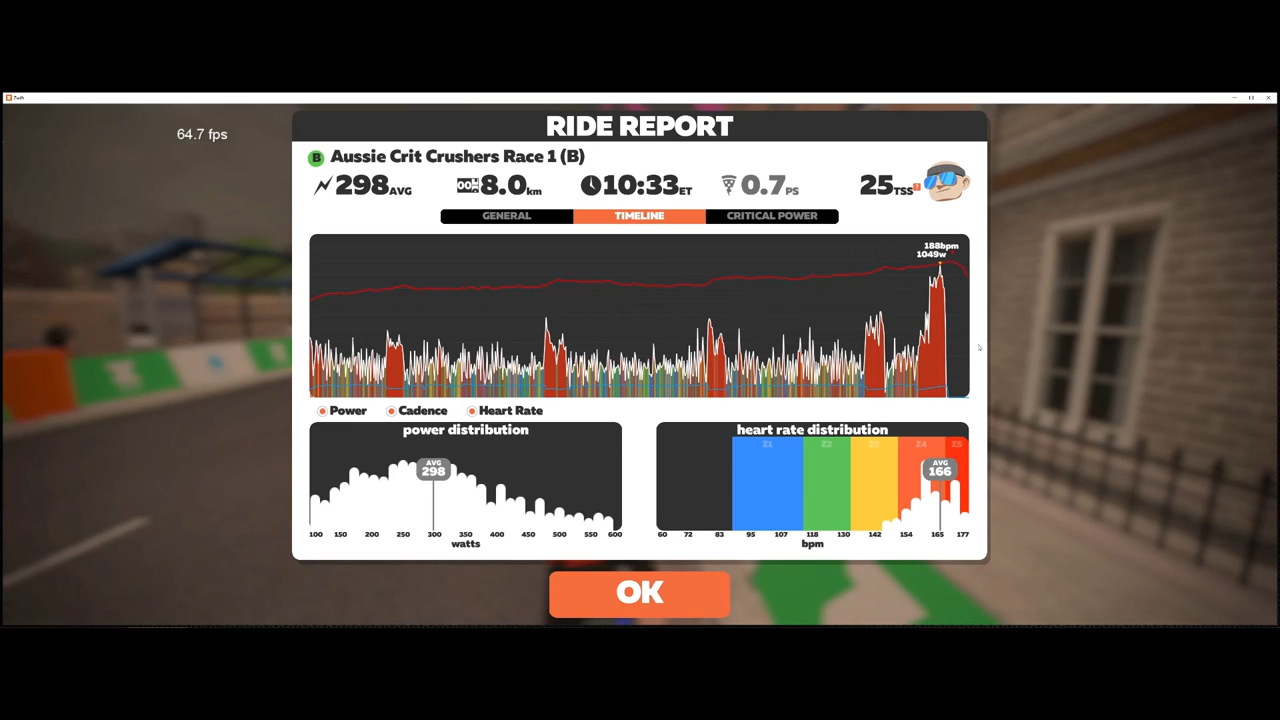 Zwift
64.7 fps
RIDE REPORT
B Aussie Crit Crushers Race 1 (B)
298AVG 8.0km 10:33ET 0.7PS 25TSS?
GENERAL TIMELINE CRITICAL POWER
188bpm
1049w
Power Cadence Heart Rate
power distribution
AVG
298
100 150 200 250 300 350 400 450 500 550 600
watts
heart rate distribution
Z1 Z2 Z3 Z4 Z5
AVG
166
60 72 83 95 107 118 130 142 154 165 177
bpm
OK